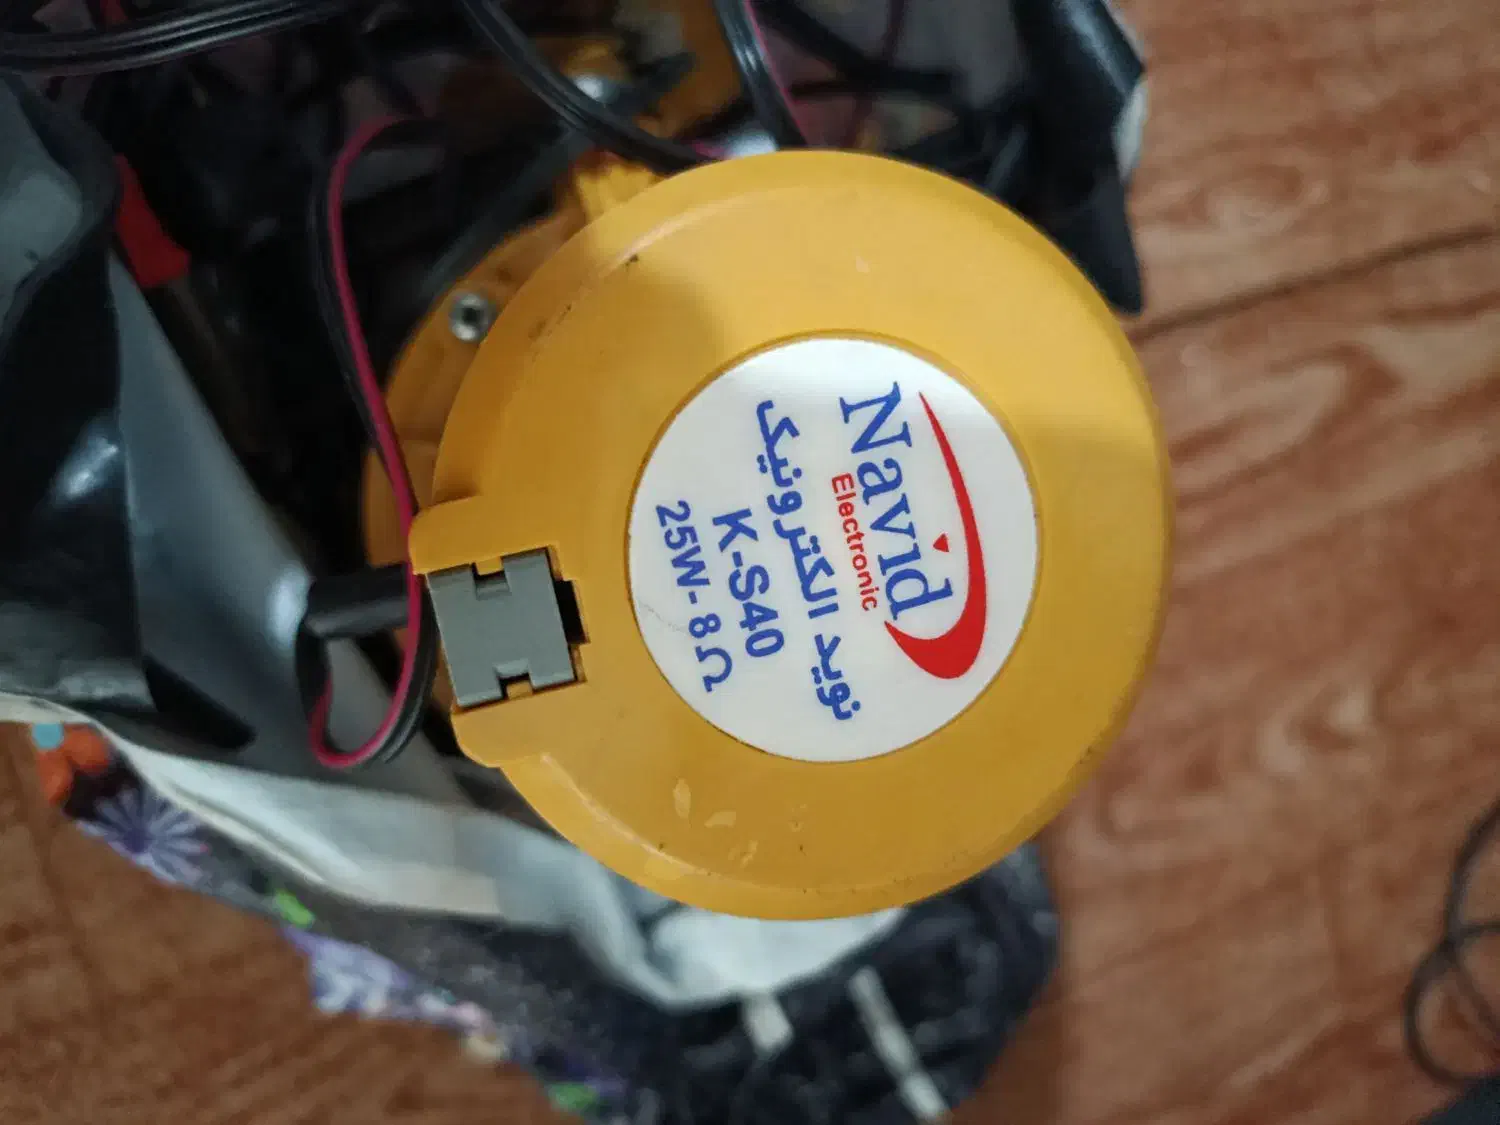 Navid
Electronic
نوید الکترونیک
K-S40
25W- 8Ω